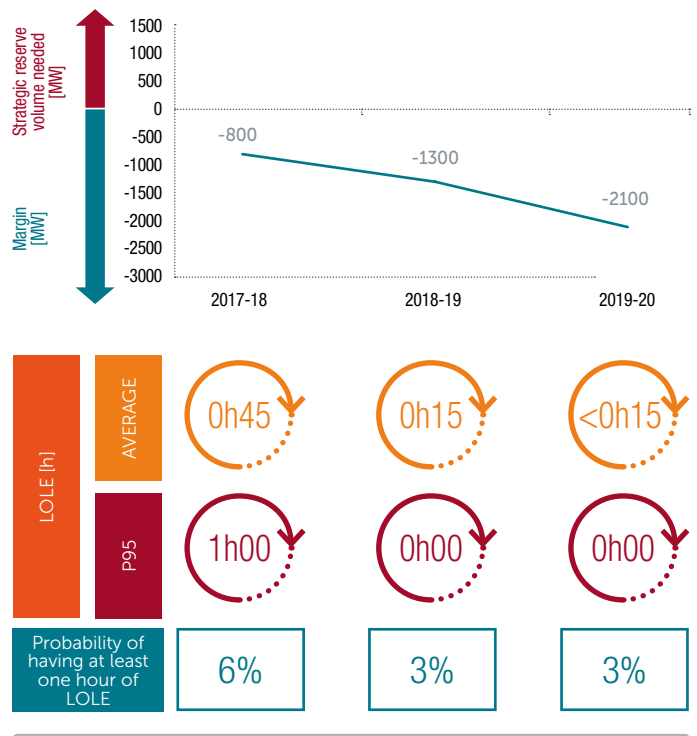 Strategic reserve
volume needed
[MW]
Margin
[MW]
1500
1000
500
0
-500
-1000
-1500
-2000
-2500
-3000
-800
-1300
-2100
2017-18
2018-19
2019-20
LOLE [h]
AVERAGE
0h45
0h15
<0h15
P95
1h00
0h00
0h00
Probability of
having at least
one hour of
LOLE
6%
3%
3%